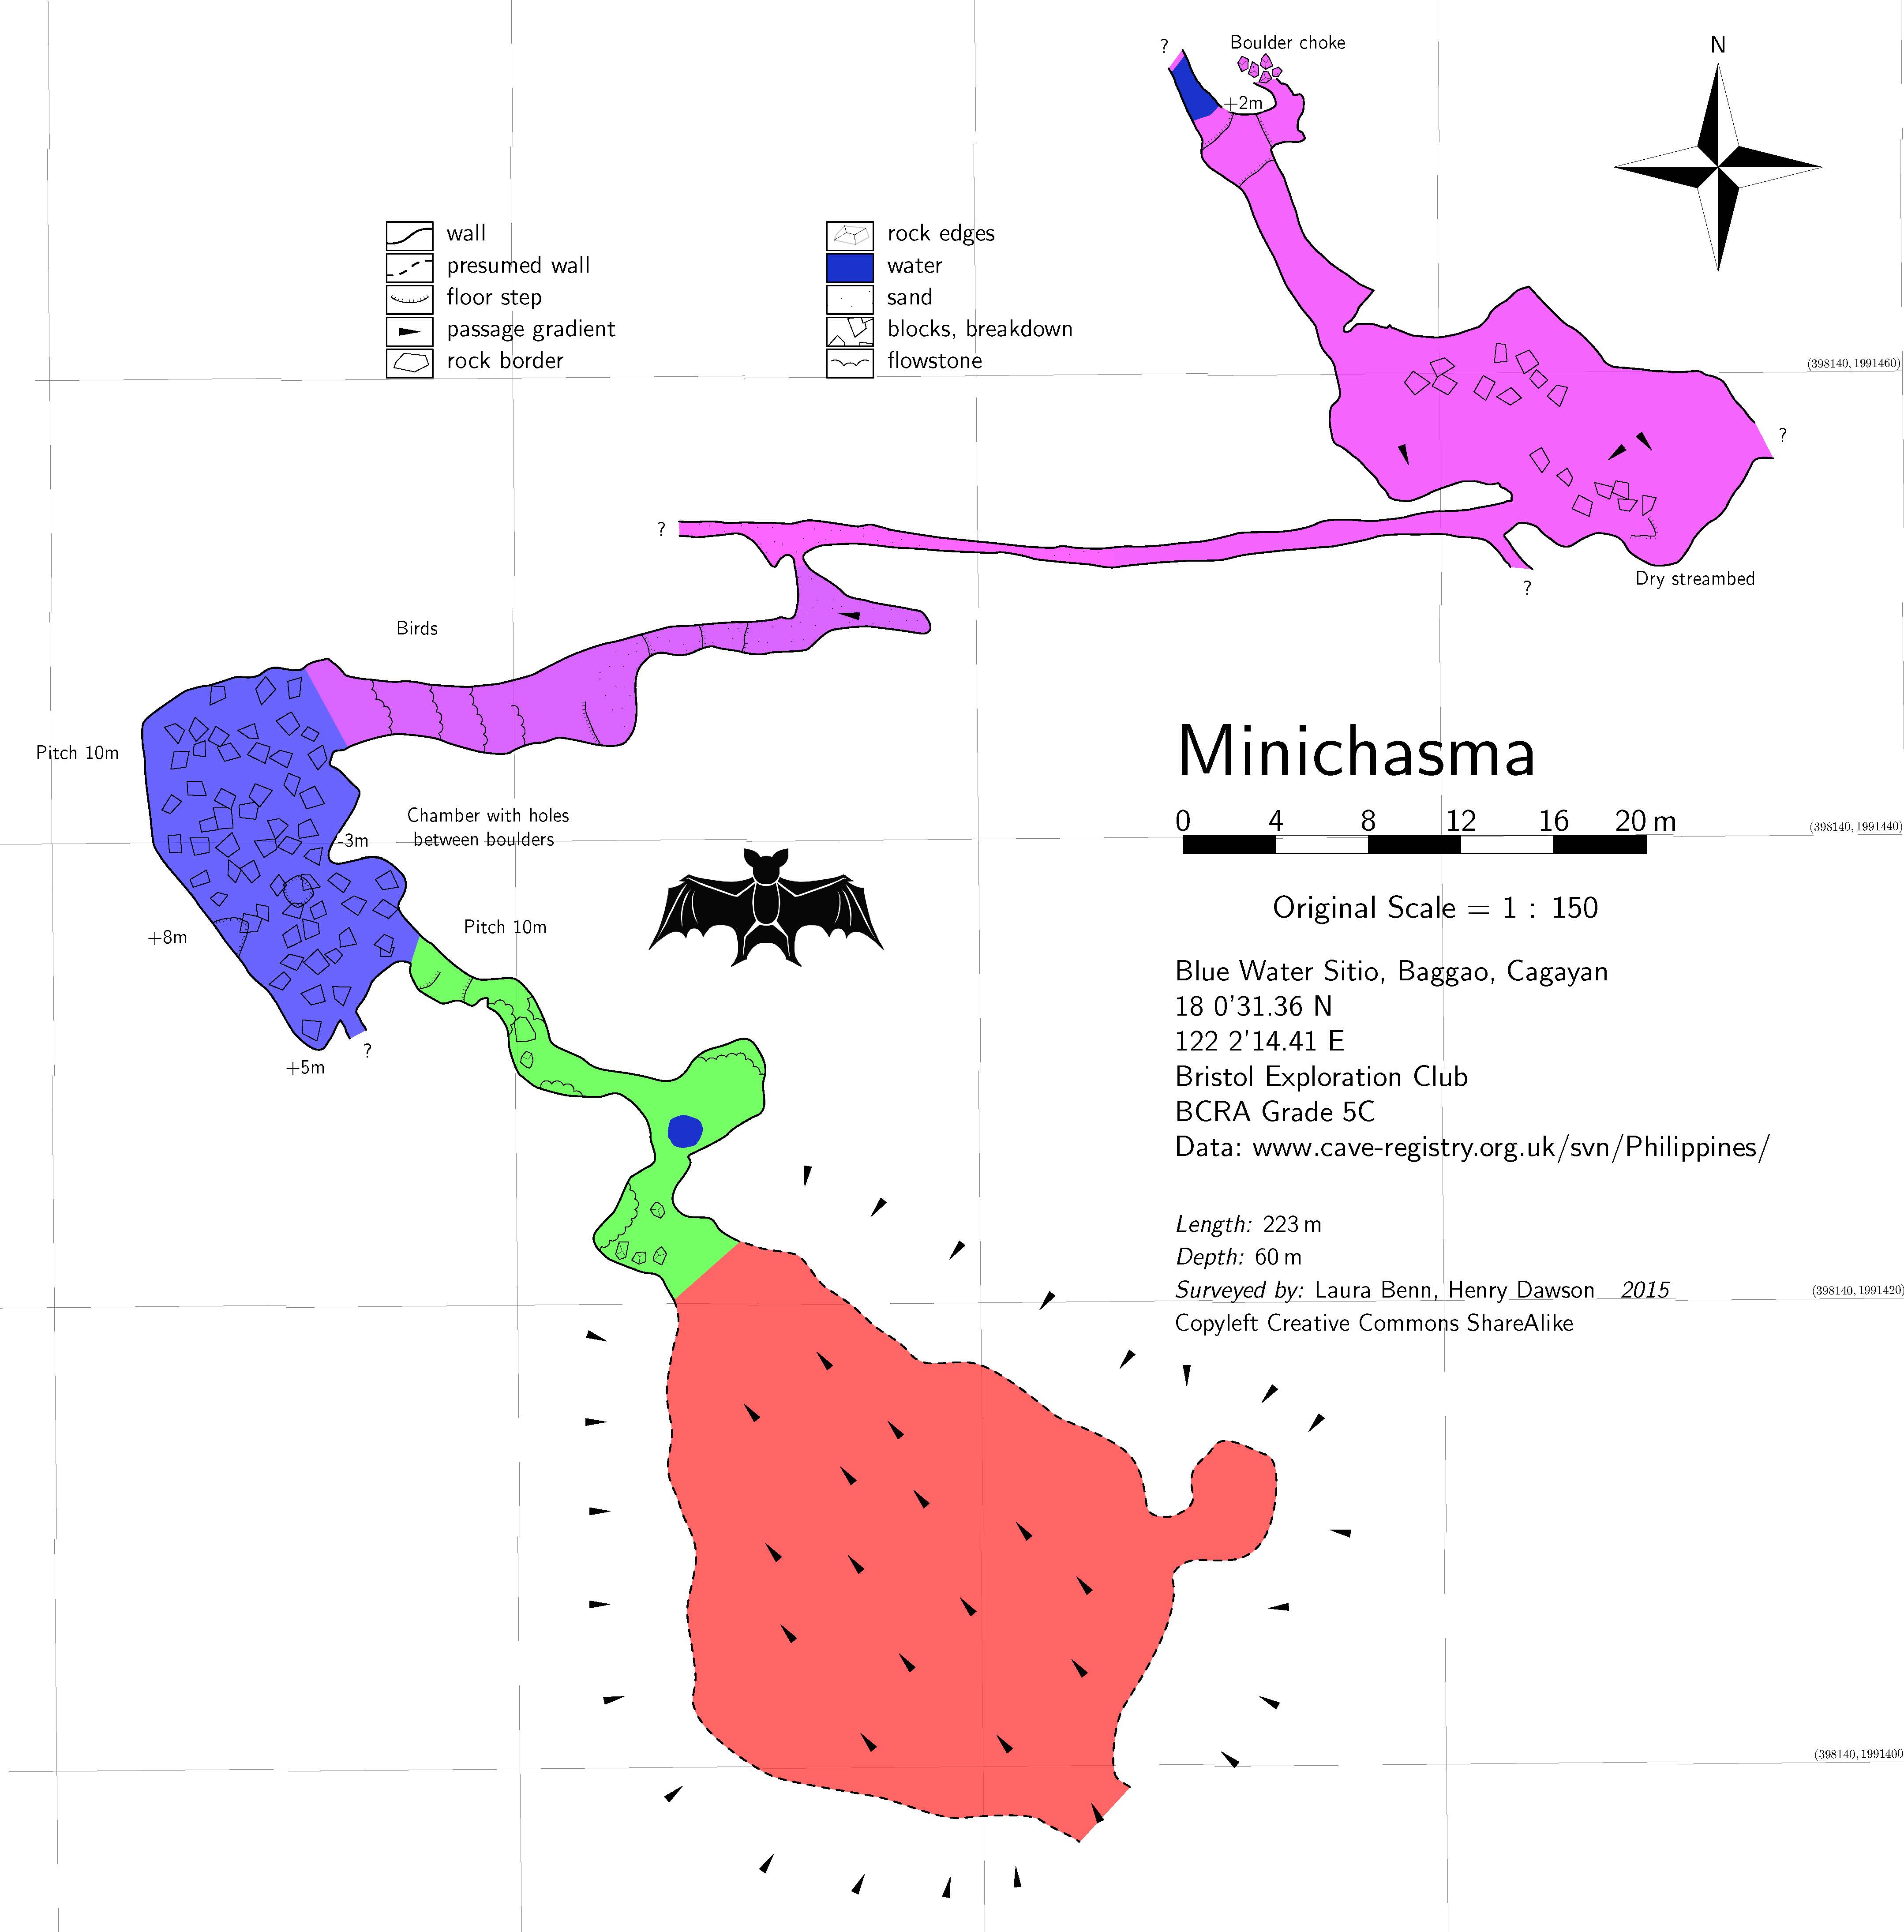 ?
Boulder choke
N
+2m
wall
presumed wall
floor step
passage gradient
rock border
rock edges
water
sand
blocks, breakdown
flowstone
(398140, 1991460)
?
?
Dry streambed
?
Birds
Pitch 10m
Chamber with holes
between boulders
-3m
Pitch 10m
+8m
+5m
?
Minichasma
0 4 8 12 16 20 m
(398140, 1991440)
Original Scale = 1 : 150
Blue Water Sitio, Baggao, Cagayan
18 0'31.36 N
122 2'14.41 E
Bristol Exploration Club
BCRA Grade 5C
Data: www.cave-registry.org.uk/svn/Philippines/
Length: 223 m
Depth: 60 m
Surveyed by: Laura Benn, Henry Dawson 2015
Copyleft Creative Commons ShareAlike
(398140, 1991420)
(398140, 1991400